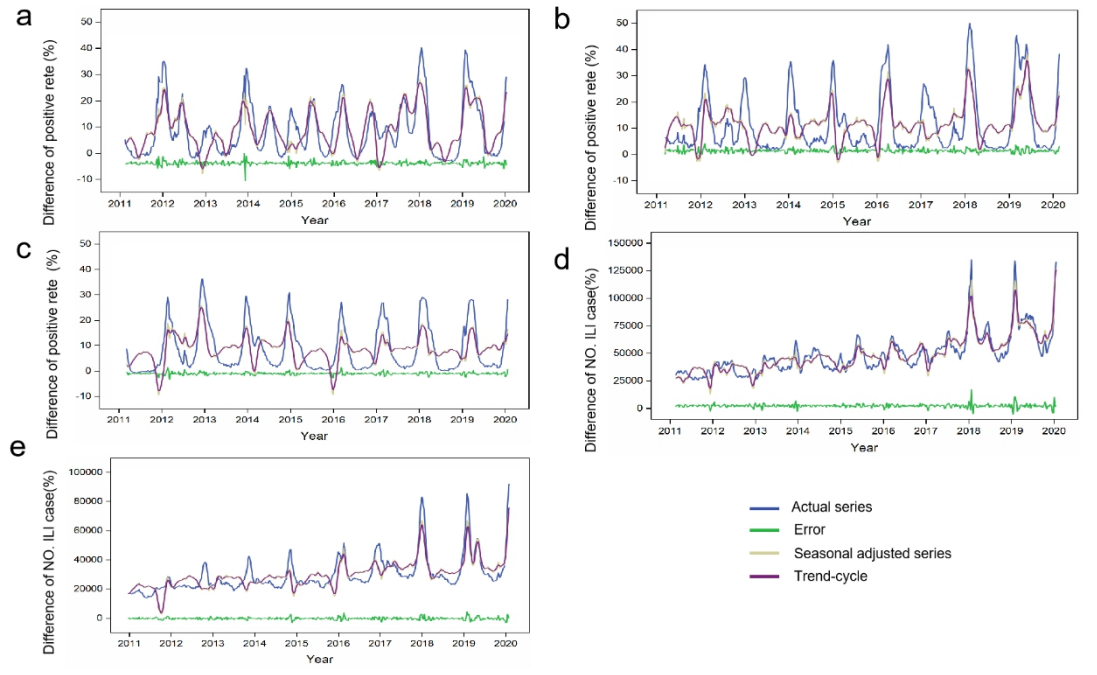 a
Difference of positive rete (%)
50
40
30
20
10
0
-10
2011 2012 2013 2014 2015 2016 2017 2018 2019 2020
Year
b
Difference of positive rate (%)
50
40
30
20
10
0
-10
2011 2012 2013 2014 2015 2016 2017 2018 2019 2020
Year
c
Difference of positive rate (%)
50
40
30
20
10
0
-10
2011 2012 2013 2014 2015 2016 2017 2018 2019 2020
Year
d
Difference of NO. ILI case(%)
150000
125000
100000
75000
50000
25000
0
2011 2012 2013 2014 2015 2016 2017 2018 2019 2020
Year
e
Difference of NO. ILI case(%)
100000
80000
60000
40000
20000
0
2011 2012 2013 2014 2015 2016 2017 2018 2019 2020
Year
Actual series
Error
Seasonal adjusted series
Trend-cycle